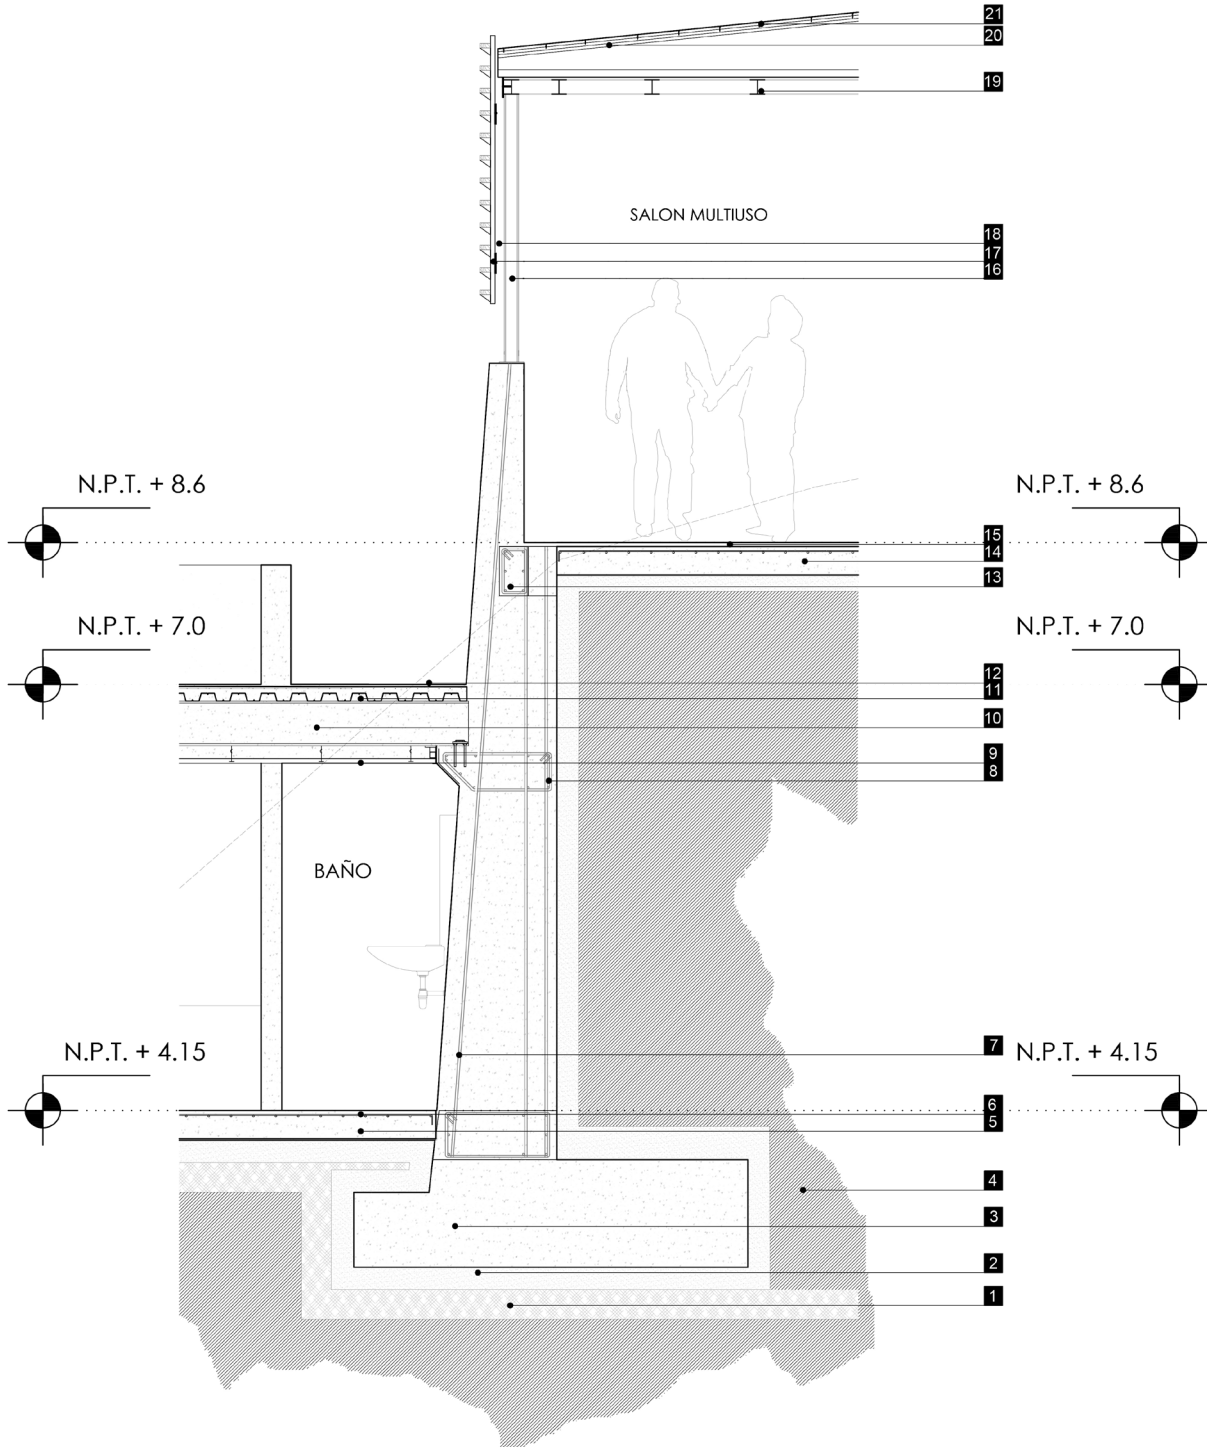 21
20
19
SALON MULTIUSO
18
17
16
N.P.T. + 8.6
N.P.T. + 8.6
15
14
13
N.P.T. + 7.0
N.P.T. + 7.0
12
11
10
9
8
BAÑO
7
N.P.T. + 4.15
N.P.T. + 4.15
6
5
4
3
2
1